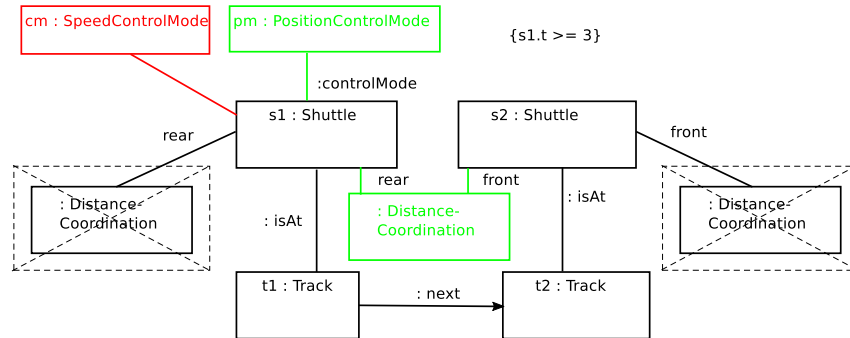 cm : SpeedControlMode
pm : PositionControlMode
{s1.t >= 3}
:controlMode
s1 : Shuttle
s2 : Shuttle
rear
front
rear
front
: Distance-
Coordination
: Distance-
Coordination
: Distance-
Coordination
: isAt
: isAt
t1 : Track
: next
t2 : Track